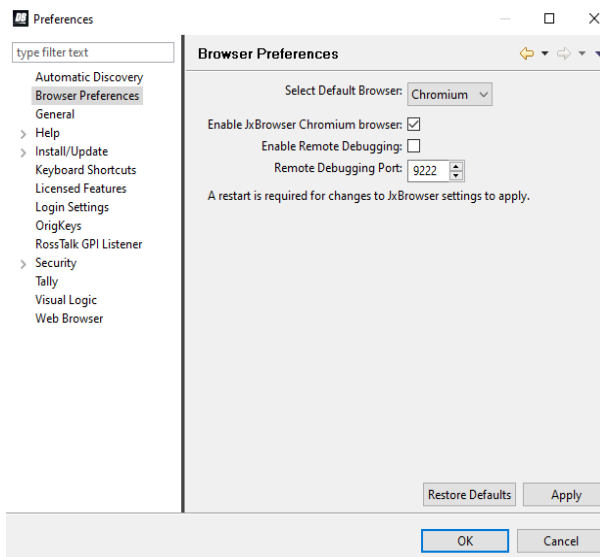 DB
Preferences
type filter text
Automatic Discovery
Browser Preferences
General
Help
Install/Update
Keyboard Shortcuts
Licensed Features
Login Settings
OrigKeys
RossTalk GPI Listener
Security
Tally
Visual Logic
Web Browser
Browser Preferences
Select Default Browser: Chromium
Enable JxBrowser Chromium browser:
Enable Remote Debugging:
Remote Debugging Port: 9222
A restart is required for changes to JxBrowser settings to apply.
Restore Defaults Apply
OK Cancel